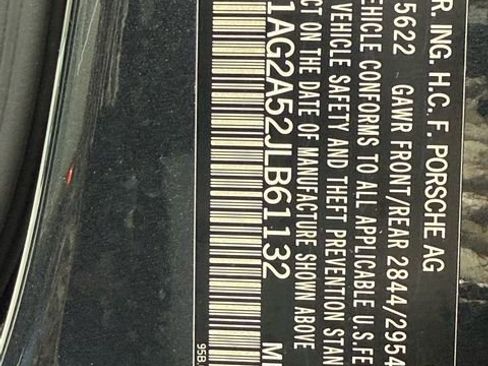 R. ING. H.C. F. PORSCHE AG
5622 GAWR FRONT/REAR 2844/2954
EHICLE CONFORMS TO ALL APPLICABLE U.S.FE
VEHICLE SAFETY AND THEFT PREVENTION STAN
CT ON THE DATE OF MANUFACTURE SHOWN ABOVE
1AG2A52JLB61132 M
95B.